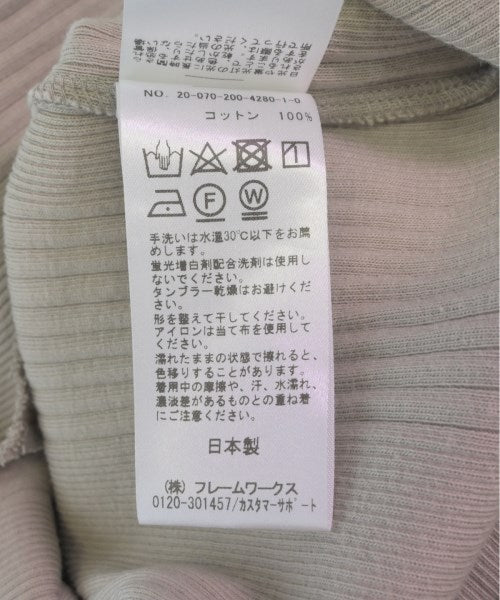 NO. 20-070-200-4280-1-0
コットン 100%
手洗いは水温30℃以下をお薦
めします。
蛍光増白剤配合洗剤は使用し
ないでください。
タンブラー乾燥はお避けくだ
さい。
形を整えて干してください。
アイロンは当て布を使用して
ください。
濡れたままの状態で擦れると、
色移りすることがあります。
着用中の摩擦や、汗、水濡れ、
濃淡差があるものとの重ね着
にご注意ください。
日本製
(株) フレームワークス
0120-301457/カスタマーサポート